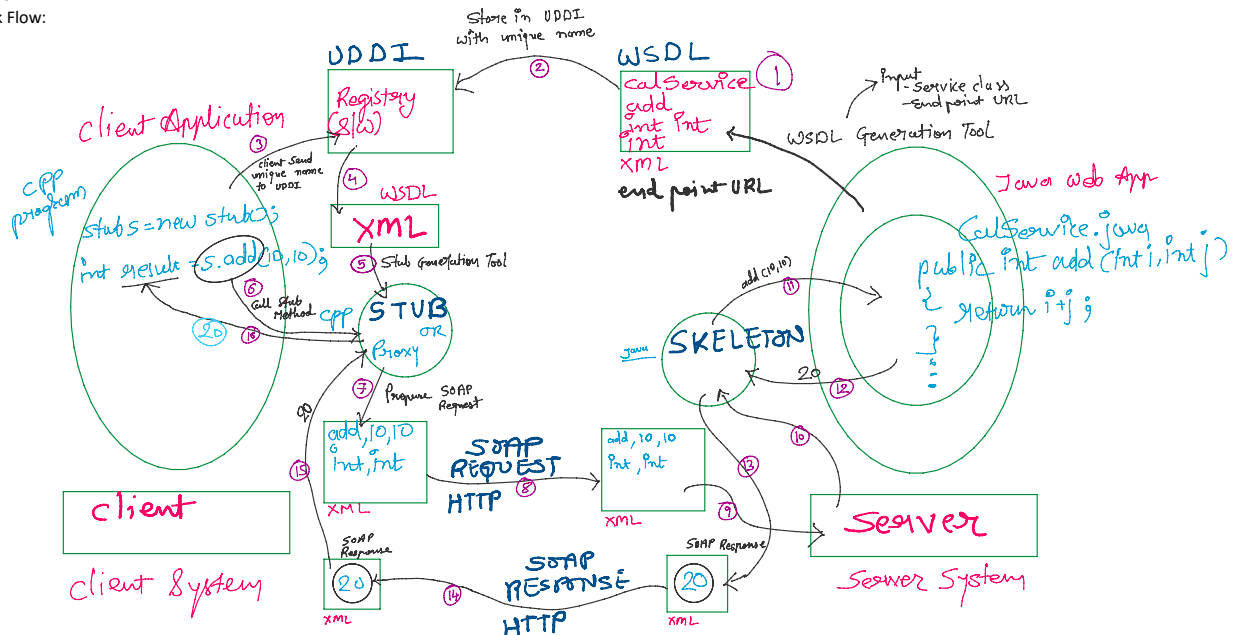 k Flow:
Store in UDDI
with unique name
UDDI
2
WSDL
1
Registry
(S/W)
CalService
add
int int
int
XML
end point URL
Input
-Service class
-End point URL
WSDL Generation Tool
Client Application
3
client send
unique name
to UDDI
4
WSDL
XML
5
Stub Generation Tool
CPP
program
stub s=new stub();
int result =s.add(10,10);
6
Call Stub
Method
20
16
CPP
STUB
OR
Proxy
7
Prepare SOAP
Request
Java Web App
CalService.java
public int add(int i,int j)
{
return i+j;
}
add(10,10)
11
java
SKELETON
20
12
20
15
add,10,10
int,int
XML
SOAP
REQUEST
8
HTTP
add,10,10
int,int
XML
9
10
13
Client
Client System
Server
Server System
SOAP
Response
20
XML
SOAP
RESPONSE
14
HTTP
SOAP Response
20
XML